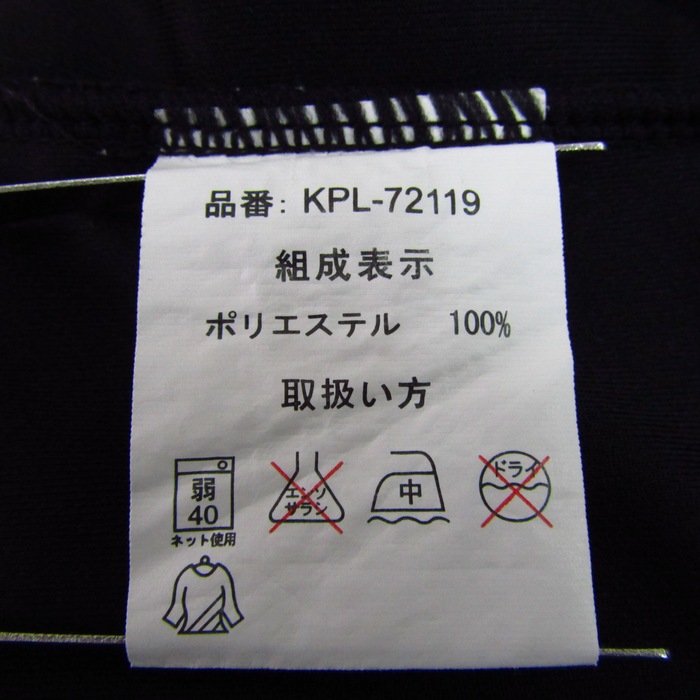 品番: KPL-72119
組成表示
ポリエステル 100%
取扱い方
弱
40
ネット使用
エンソ
サラシ
中
ドライ